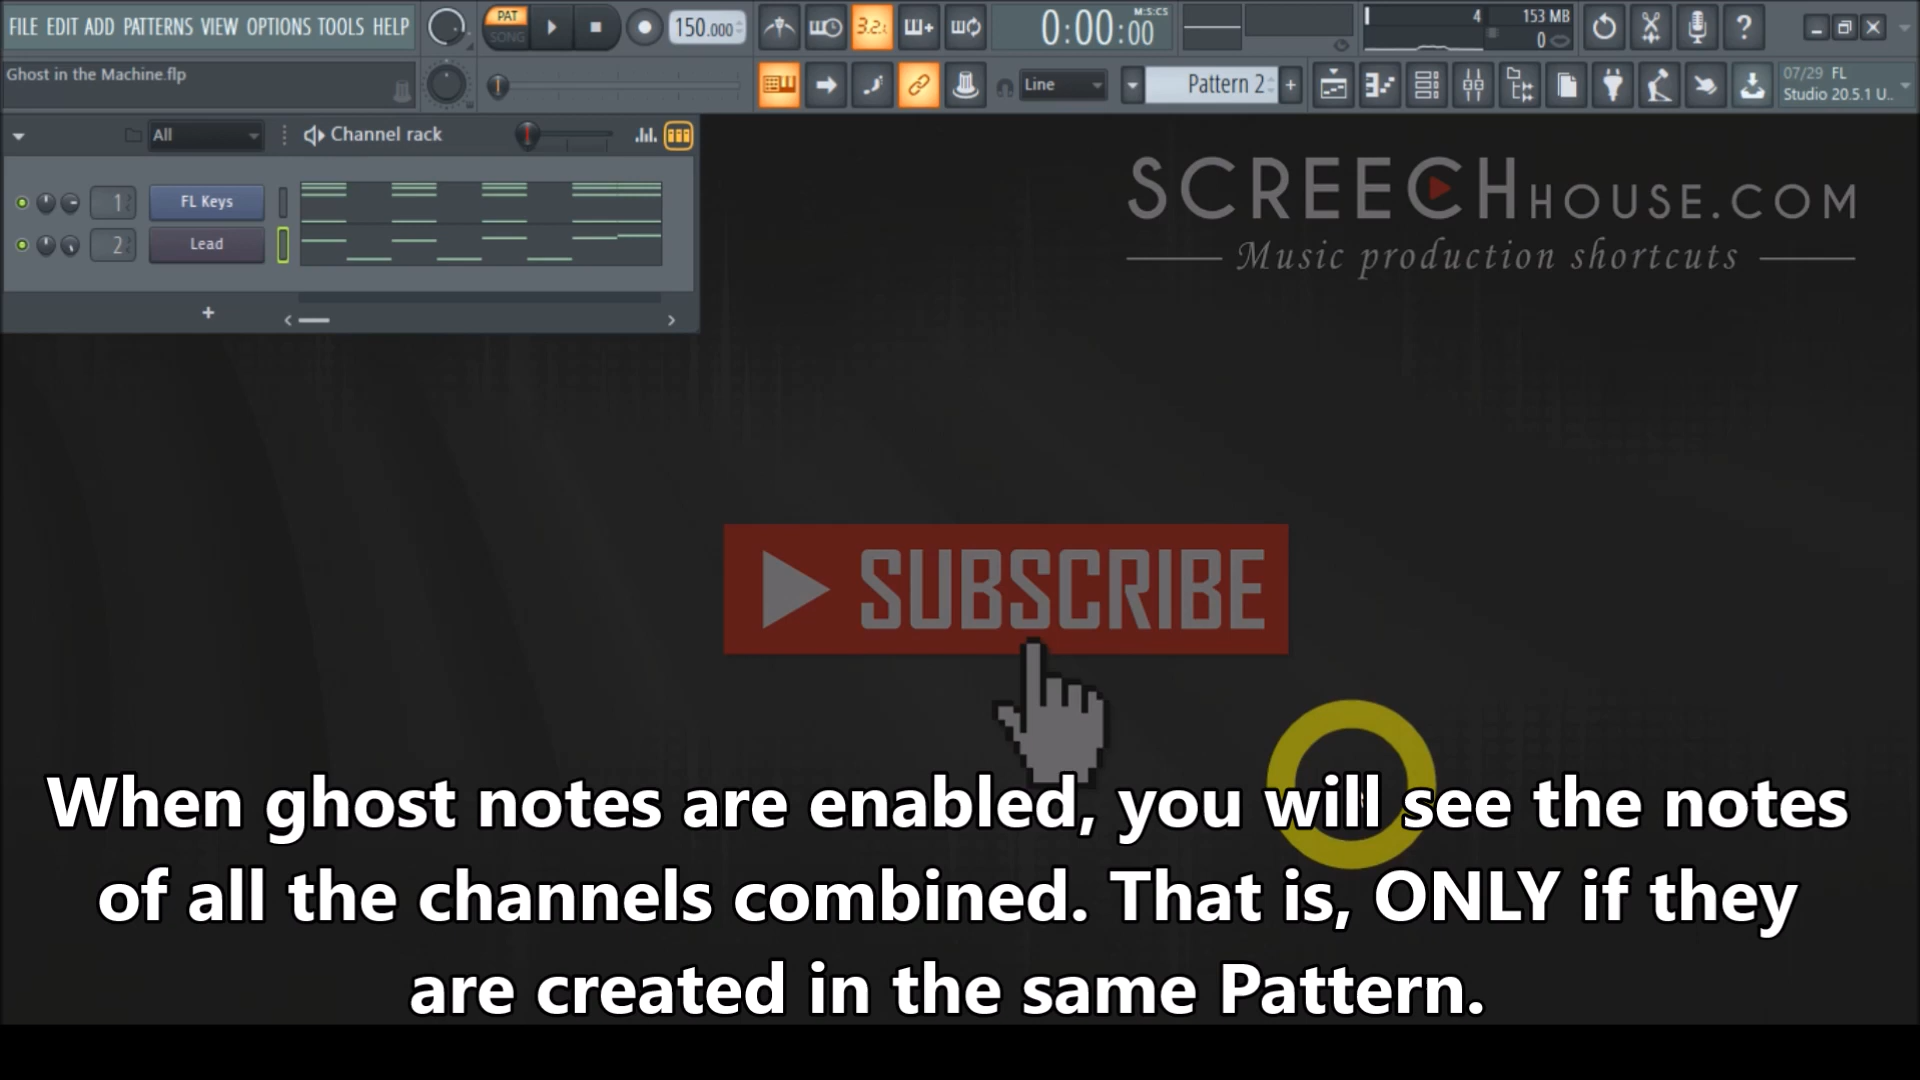 FILE EDIT ADD PATTERNS VIEW OPTIONS TOOLS HELP
PAT
SONG
150.000
3.2.
0:00:00
M:S:CS
4
153 MB
0
?
Ghost in the Machine.flp
Line
Pattern 2
+
07/29 FL
Studio 20.5.1 U..
All
Channel rack
1
FL Keys
2
Lead
+
SCREECHHOUSE.COM
Music production shortcuts
SUBSCRIBE
When ghost notes are enabled, you will see the notes
of all the channels combined. That is, ONLY if they
are created in the same Pattern.